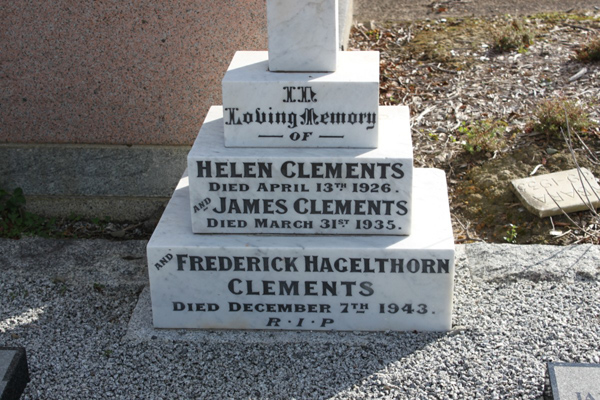 In
Loving Memory
— OF —
HELEN CLEMENTS
DIED APRIL 13TH 1926.
AND JAMES CLEMENTS
DIED MARCH 31ST 1935.
AND FREDERICK HAGELTHORN
CLEMENTS
DIED DECEMBER 7TH 1943.
R·I·P